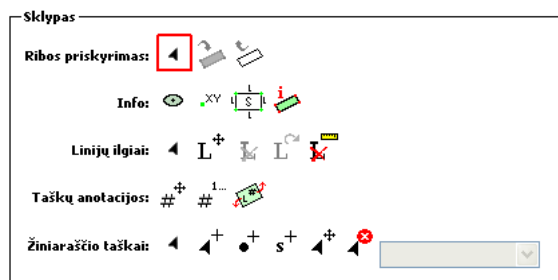 Sklypas
Ribos priskyrimas:
Info: XY L L S L L i
Linijų ilgiai: L L L L
Taškų anotacijos: # # 1... L #
Žiniaraščio taškai: s